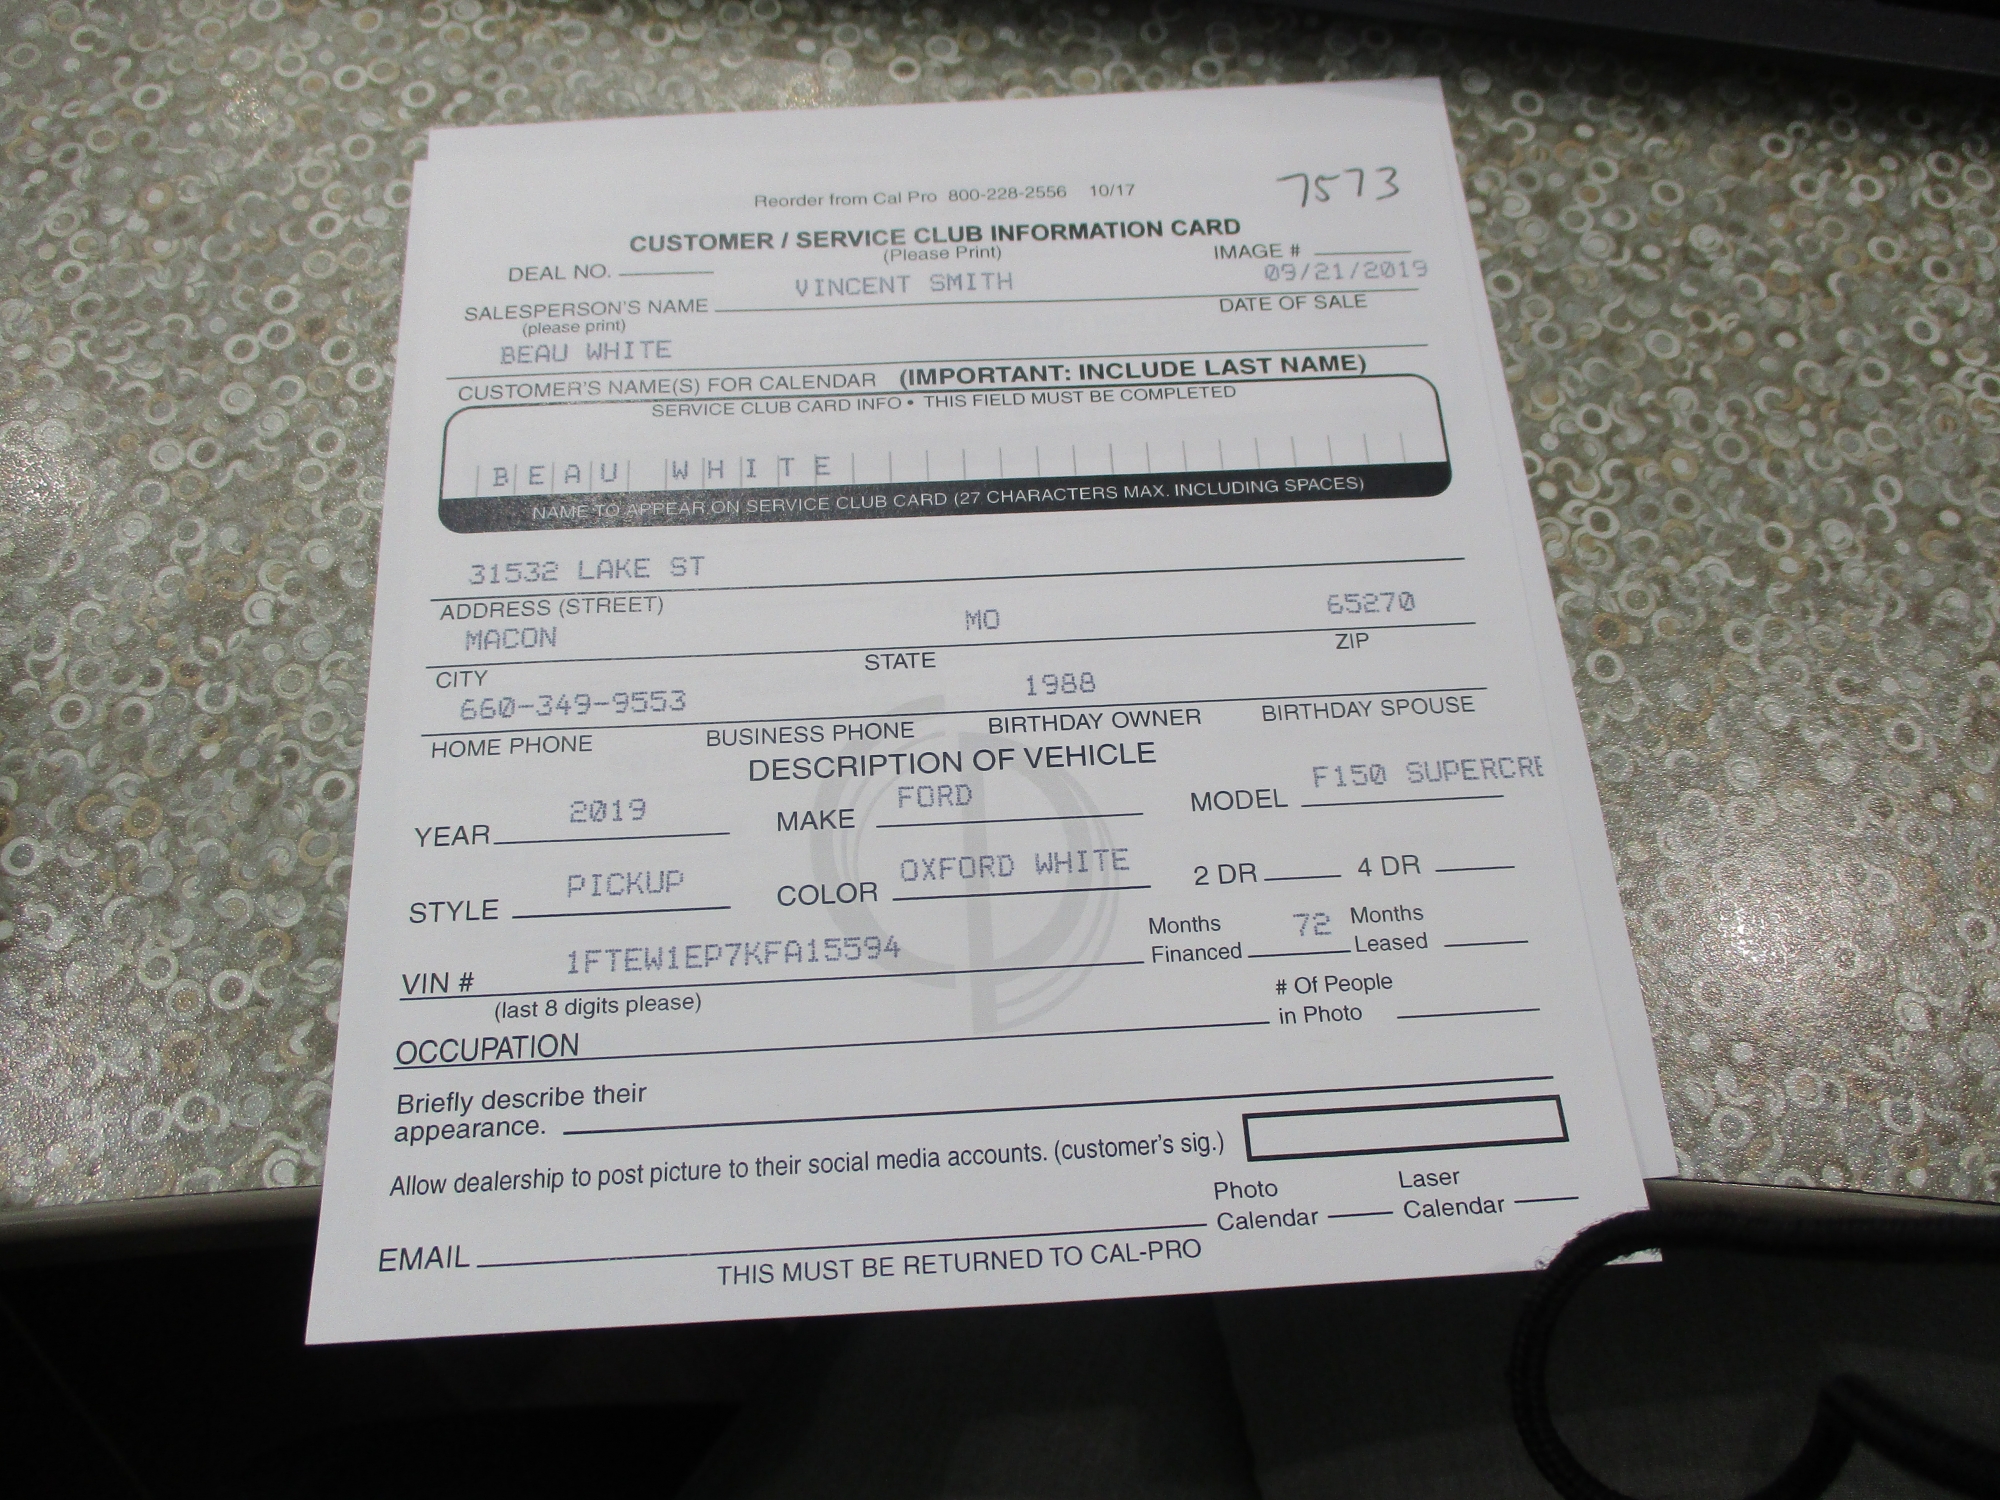 Reorder from Cal Pro 800-228-2556 10/17
7573
CUSTOMER / SERVICE CLUB INFORMATION CARD
(Please Print)
DEAL NO. IMAGE #
VINCENT SMITH 09/21/2019
SALESPERSON'S NAME DATE OF SALE
(please print)
BEAU WHITE
CUSTOMER'S NAME(S) FOR CALENDAR (IMPORTANT: INCLUDE LAST NAME)
SERVICE CLUB CARD INFO • THIS FIELD MUST BE COMPLETED
BEAU WHITE
NAME TO APPEAR ON SERVICE CLUB CARD (27 CHARACTERS MAX. INCLUDING SPACES)
31532 LAKE ST
ADDRESS (STREET)
MACON MO 65270
CITY STATE ZIP
660-349-9553 1988
HOME PHONE BUSINESS PHONE BIRTHDAY OWNER BIRTHDAY SPOUSE
DESCRIPTION OF VEHICLE
YEAR 2019 MAKE FORD MODEL F150 SUPERCRE
STYLE PICKUP COLOR OXFORD WHITE 2 DR 4 DR
VIN # 1FTEW1EP7KFA15594 Months Financed 72 Months Leased
(last 8 digits please)
OCCUPATION # Of People in Photo
Briefly describe their
appearance.
Allow dealership to post picture to their social media accounts. (customer's sig.)
EMAIL Photo Calendar Laser Calendar
THIS MUST BE RETURNED TO CAL-PRO